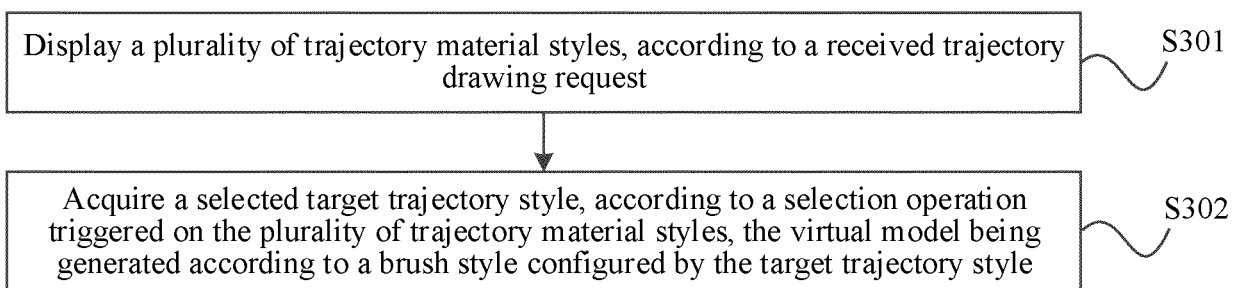 Display a plurality of trajectory material styles, according to a received trajectory
drawing request
S301
Acquire a selected target trajectory style, according to a selection operation
triggered on the plurality of trajectory material styles, the virtual model being
generated according to a brush style configured by the target trajectory style
S302